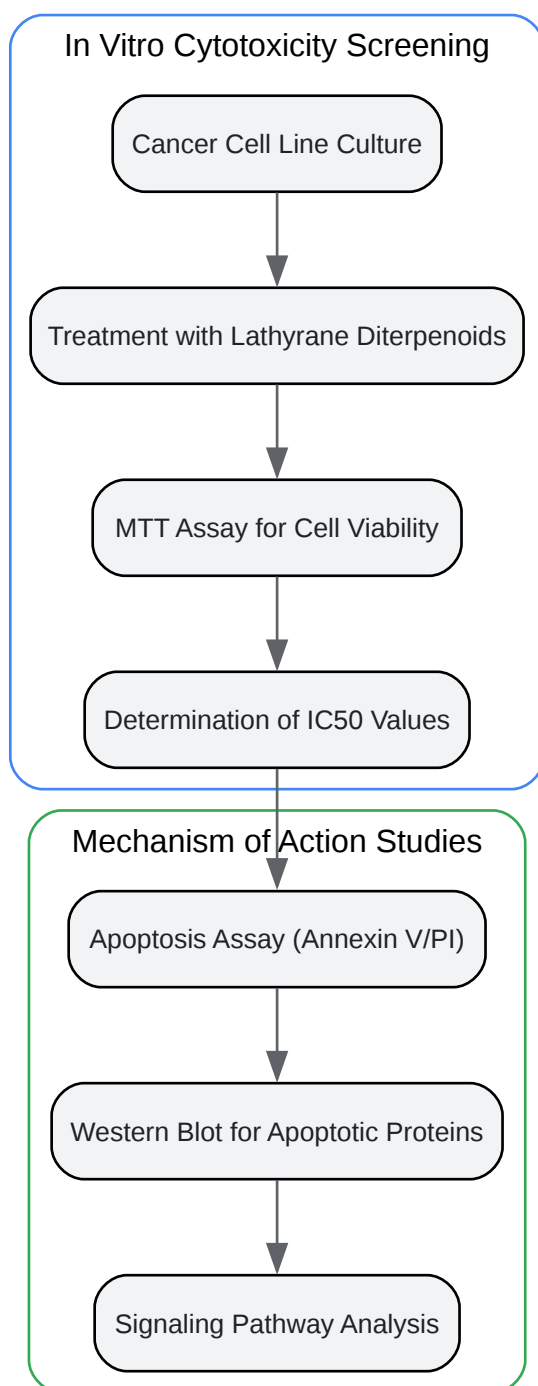 In Vitro Cytotoxicity Screening
Cancer Cell Line Culture
Treatment with Lathyrane Diterpenoids
MTT Assay for Cell Viability
Determination of IC50 Values
Mechanism of Action Studies
Apoptosis Assay (Annexin V/PI)
Western Blot for Apoptotic Proteins
Signaling Pathway Analysis